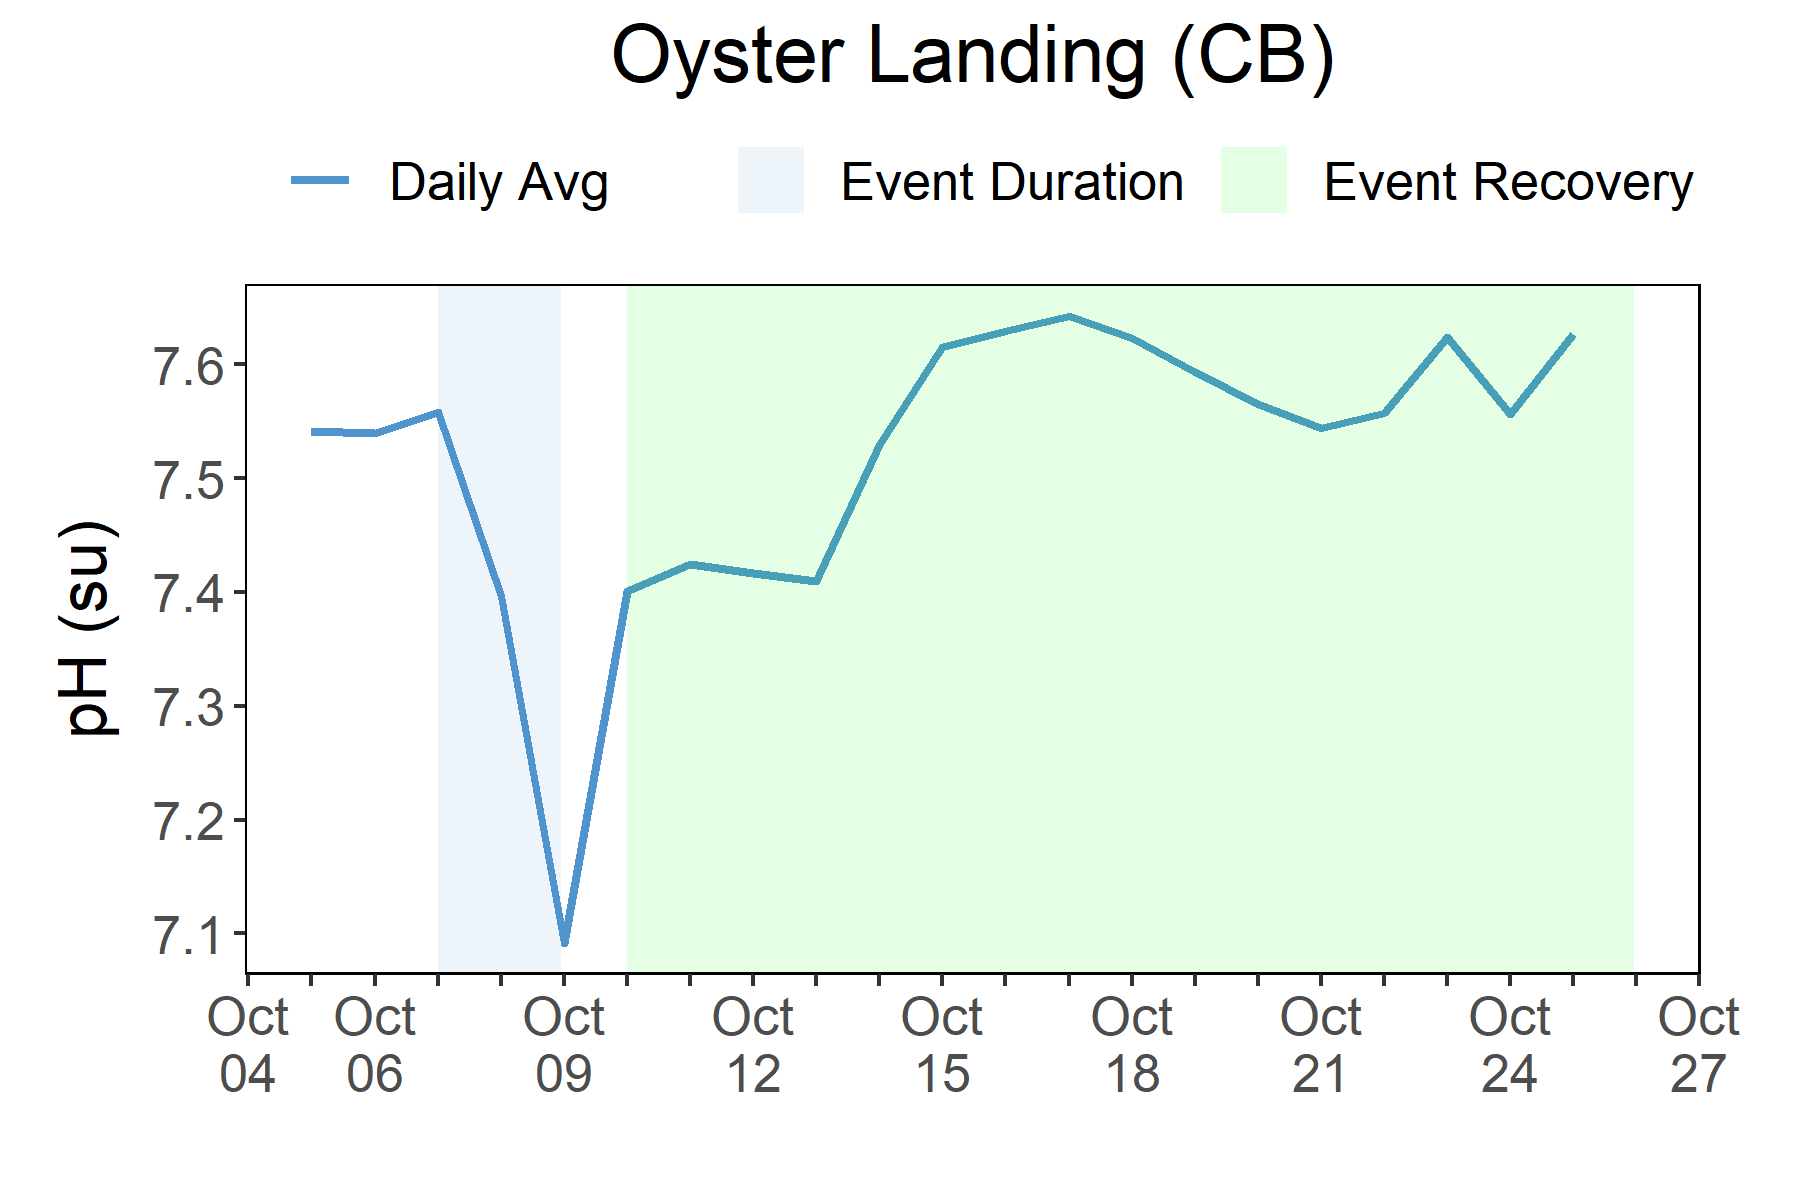 Oyster Landing (CB)
Daily Avg Event Duration Event Recovery
pH (su)
7.6
7.5
7.4
7.3
7.2
7.1
Oct Oct Oct Oct Oct Oct Oct Oct Oct
04 06 09 12 15 18 21 24 27